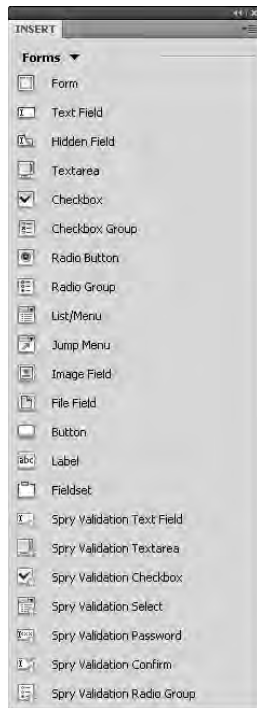 INSERT
Forms
Form
Text Field
Hidden Field
Textarea
Checkbox
Checkbox Group
Radio Button
Radio Group
List/Menu
Jump Menu
Image Field
File Field
Button
abc Label
Fieldset
Spry Validation Text Field
Spry Validation Textarea
Spry Validation Checkbox
Spry Validation Select
Spry Validation Password
Spry Validation Confirm
Spry Validation Radio Group